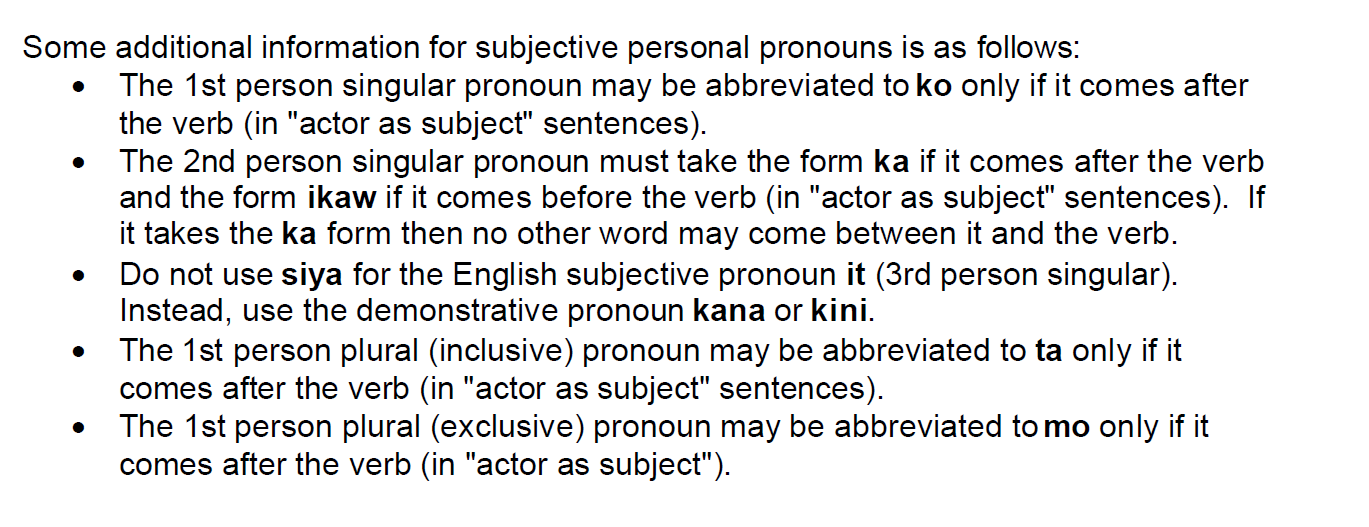 Some additional information for subjective personal pronouns is as follows:
• The 1st person singular pronoun may be abbreviated to ko only if it comes after
the verb (in "actor as subject" sentences).
• The 2nd person singular pronoun must take the form ka if it comes after the verb
and the form ikaw if it comes before the verb (in "actor as subject" sentences). If
it takes the ka form then no other word may come between it and the verb.
• Do not use siya for the English subjective pronoun it (3rd person singular).
Instead, use the demonstrative pronoun kana or kini.
• The 1st person plural (inclusive) pronoun may be abbreviated to ta only if it
comes after the verb (in "actor as subject" sentences).
• The 1st person plural (exclusive) pronoun may be abbreviated to mo only if it
comes after the verb (in "actor as subject").